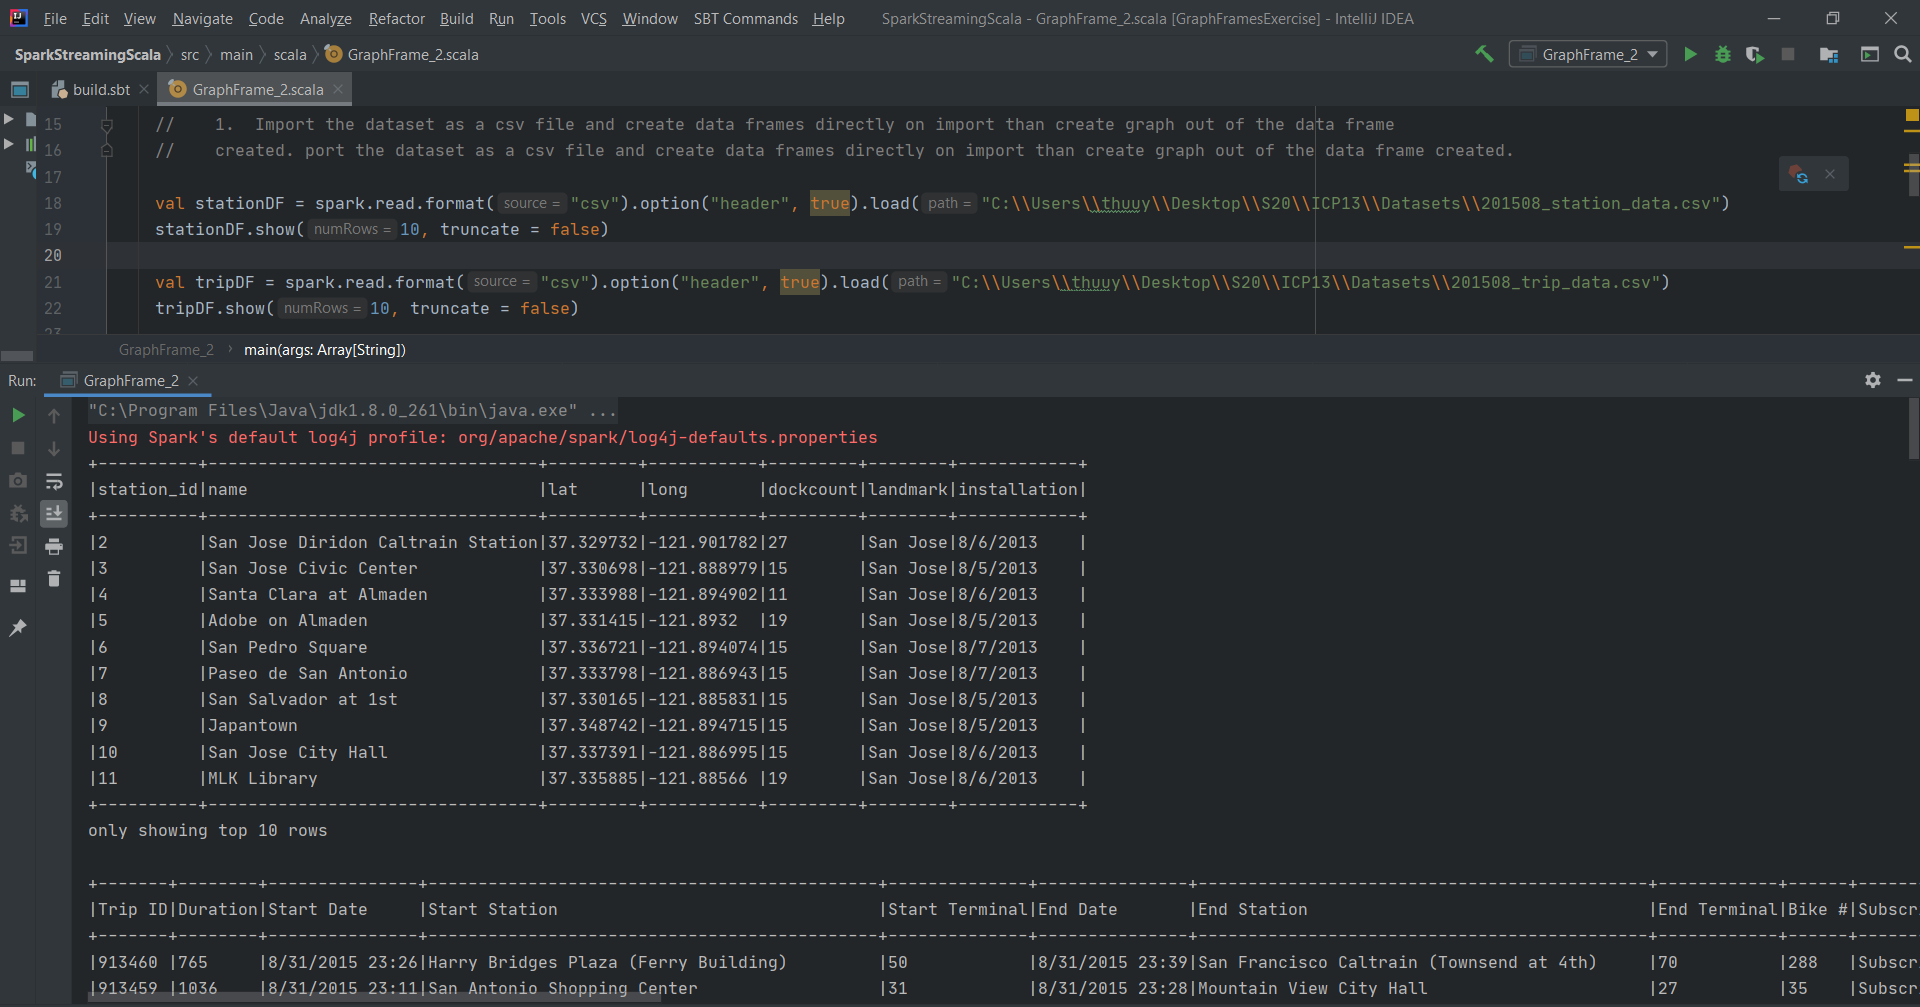 File Edit View Navigate Code Analyze Refactor Build Run Tools VCS Window SBT Commands Help SparkStreamingScala - GraphFrame_2.scala [GraphFramesExercise] - IntelliJ IDEA
SparkStreamingScala src main scala GraphFrame_2.scala GraphFrame_2
build.sbt GraphFrame_2.scala
15 // 1. Import the dataset as a csv file and create data frames directly on import than create graph out of the data frame
16 // created. port the dataset as a csv file and create data frames directly on import than create graph out of the data frame created.
17
18 val stationDF = spark.read.format( source = "csv").option("header", true).load( path = "C:\\Users\\thuuy\\Desktop\\S20\\ICP13\\Datasets\\201508_station_data.csv")
19 stationDF.show( numRows = 10, truncate = false)
20
21 val tripDF = spark.read.format( source = "csv").option("header", true).load( path = "C:\\Users\\thuuy\\Desktop\\S20\\ICP13\\Datasets\\201508_trip_data.csv")
22 tripDF.show( numRows = 10, truncate = false)
23
GraphFrame_2 › main(args: Array[String])
Run: GraphFrame_2
"C:\Program Files\Java\jdk1.8.0_261\bin\java.exe" ...
Using Spark's default log4j profile: org/apache/spark/log4j-defaults.properties
+----------+---------------------------------+---------+-----------+---------+--------+------------+
|station_id|name                             |lat      |long       |dockcount|landmark|installation|
+----------+---------------------------------+---------+-----------+---------+--------+------------+
|2         |San Jose Diridon Caltrain Station|37.329732|-121.901782|27       |San Jose|8/6/2013    |
|3         |San Jose Civic Center            |37.330698|-121.888979|15       |San Jose|8/5/2013    |
|4         |Santa Clara at Almaden           |37.333988|-121.894902|11       |San Jose|8/6/2013    |
|5         |Adobe on Almaden                 |37.331415|-121.8932  |19       |San Jose|8/5/2013    |
|6         |San Pedro Square                 |37.336721|-121.894074|15       |San Jose|8/7/2013    |
|7         |Paseo de San Antonio             |37.333798|-121.886943|15       |San Jose|8/7/2013    |
|8         |San Salvador at 1st              |37.330165|-121.885831|15       |San Jose|8/5/2013    |
|9         |Japantown                        |37.348742|-121.894715|15       |San Jose|8/5/2013    |
|10        |San Jose City Hall               |37.337391|-121.886995|15       |San Jose|8/6/2013    |
|11        |MLK Library                      |37.335885|-121.88566 |19       |San Jose|8/6/2013    |
+----------+---------------------------------+---------+-----------+---------+--------+------------+
only showing top 10 rows
+-------+--------+---------------+---------------------------------------------+--------------+---------------+---------------------------------------------+------------+------+------
|Trip ID|Duration|Start Date     |Start Station                                |Start Terminal|End Date       |End Station                                  |End Terminal|Bike #|Subscr
+-------+--------+---------------+---------------------------------------------+--------------+---------------+---------------------------------------------+------------+------+------
|913460 |765     |8/31/2015 23:26|Harry Bridges Plaza (Ferry Building)         |50            |8/31/2015 23:39|San Francisco Caltrain (Townsend at 4th)     |70          |288   |Subscr
|913459 |1036    |8/31/2015 23:11|San Antonio Shopping Center                  |31            |8/31/2015 23:28|Mountain View City Hall                      |27          |35    |Subscr